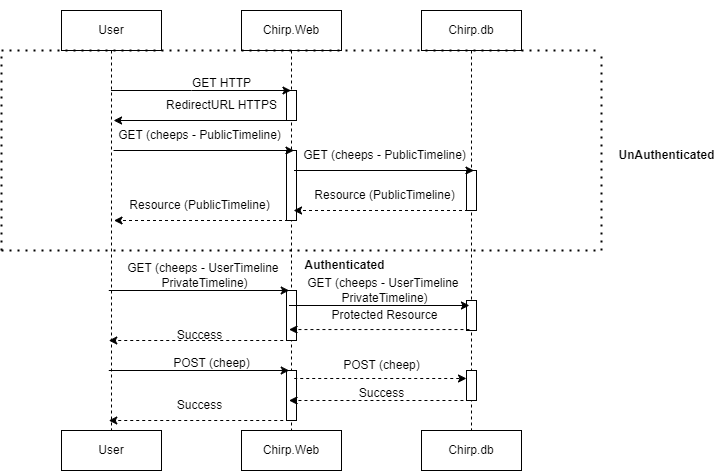 User
Chirp.Web
Chirp.db
GET HTTP
RedirectURL HTTPS
GET (cheeps - PublicTimeline)
GET (cheeps - PublicTimeline)
UnAuthenticated
Resource (PublicTimeline)
Resource (PublicTimeline)
Authenticated
GET (cheeps - UserTimeline
PrivateTimeline)
GET (cheeps - UserTimeline
PrivateTimeline)
Protected Resource
Success
POST (cheep)
POST (cheep)
Success
Success
User
Chirp.Web
Chirp.db